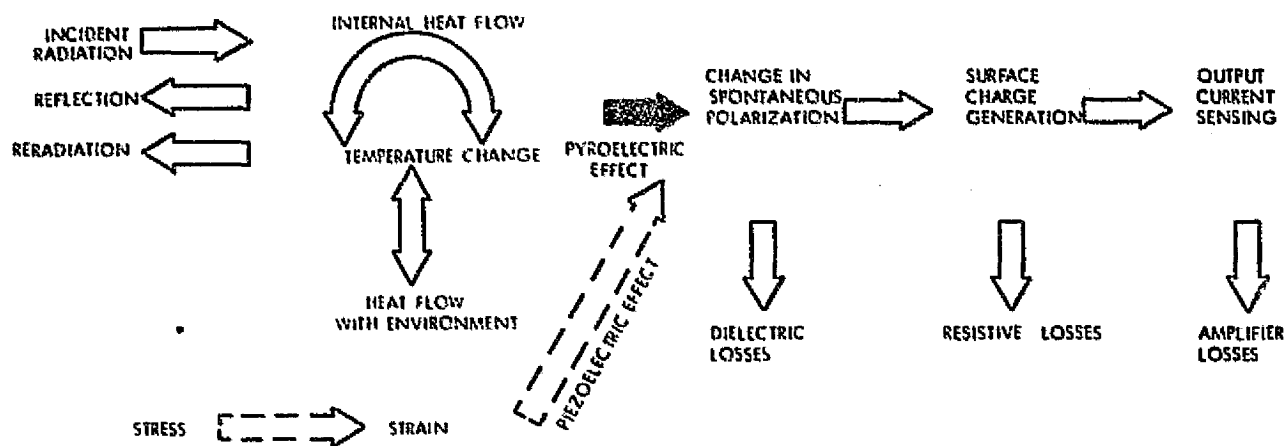 INCIDENT
RADIATION
REFLECTION
RERADIATION
INTERNAL HEAT FLOW
TEMPERATURE CHANGE
HEAT FLOW
WITH ENVIRONMENT
PYROELECTRIC
EFFECT
CHANGE IN
SPONTANEOUS
POLARIZATION
SURFACE
CHARGE
GENERATION
OUTPUT
CURRENT
SENSING
DIELECTRIC
LOSSES
RESISTIVE LOSSES
AMPLIFIER
LOSSES
PIEZOELECTRIC EFFECT
STRESS
STRAIN